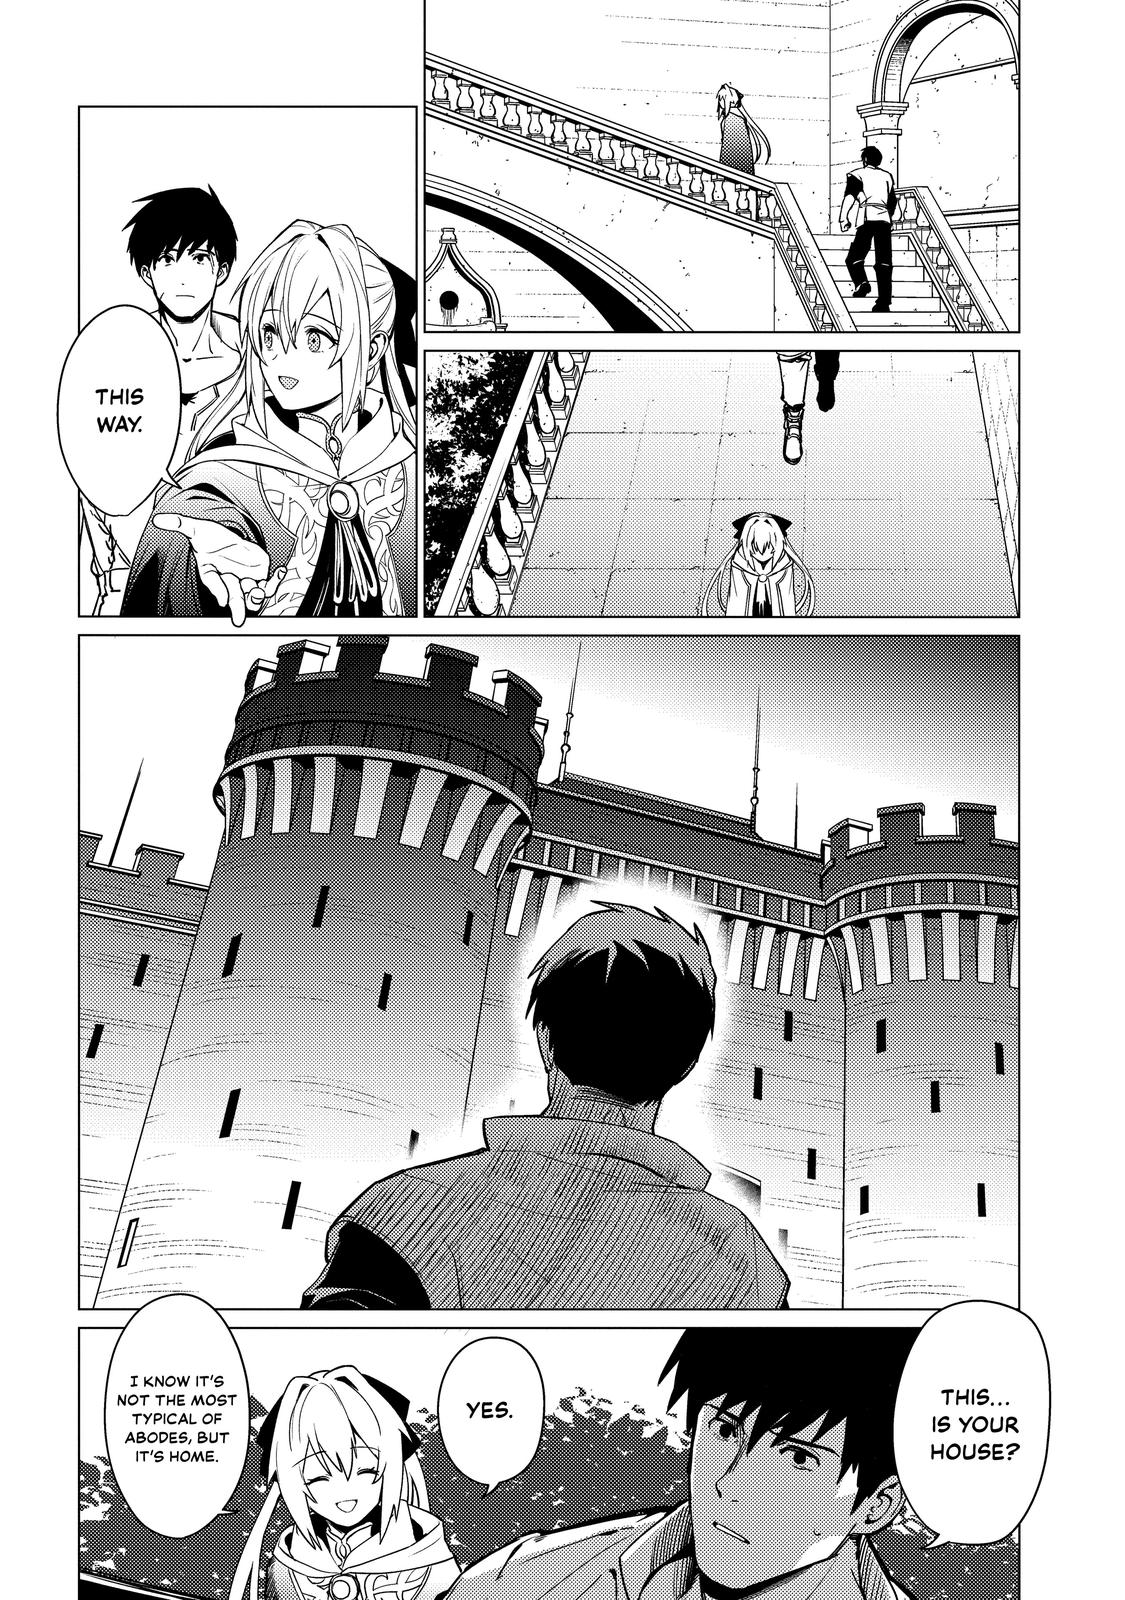 THIS
WAY.
THIS...
IS YOUR
HOUSE?
YES.
I KNOW IT'S
NOT THE MOST
TYPICAL OF
ABODES, BUT
IT'S HOME.